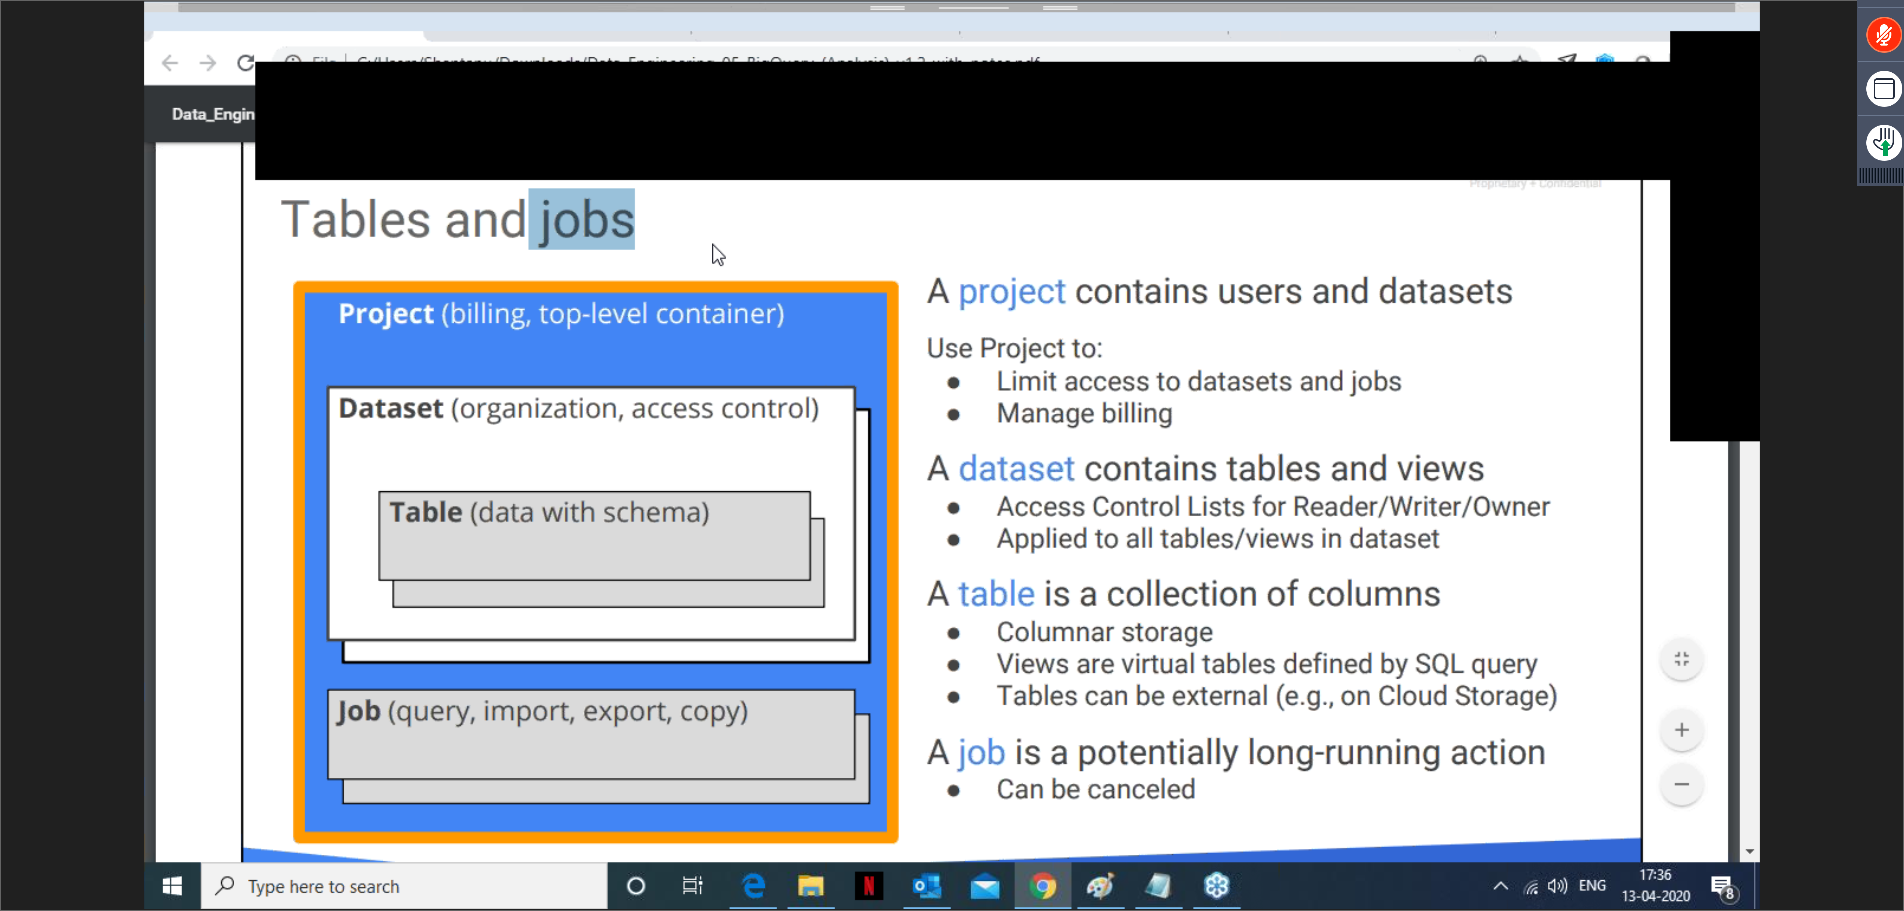 Data_Engin
Proprietary + Confidential
Tables and jobs
Project (billing, top-level container)
Dataset (organization, access control)
Table (data with schema)
Job (query, import, export, copy)
A project contains users and datasets
Use Project to:
● Limit access to datasets and jobs
● Manage billing
A dataset contains tables and views
● Access Control Lists for Reader/Writer/Owner
● Applied to all tables/views in dataset
A table is a collection of columns
● Columnar storage
● Views are virtual tables defined by SQL query
● Tables can be external (e.g., on Cloud Storage)
A job is a potentially long-running action
● Can be canceled
Type here to search
ENG
17:36
13-04-2020
8